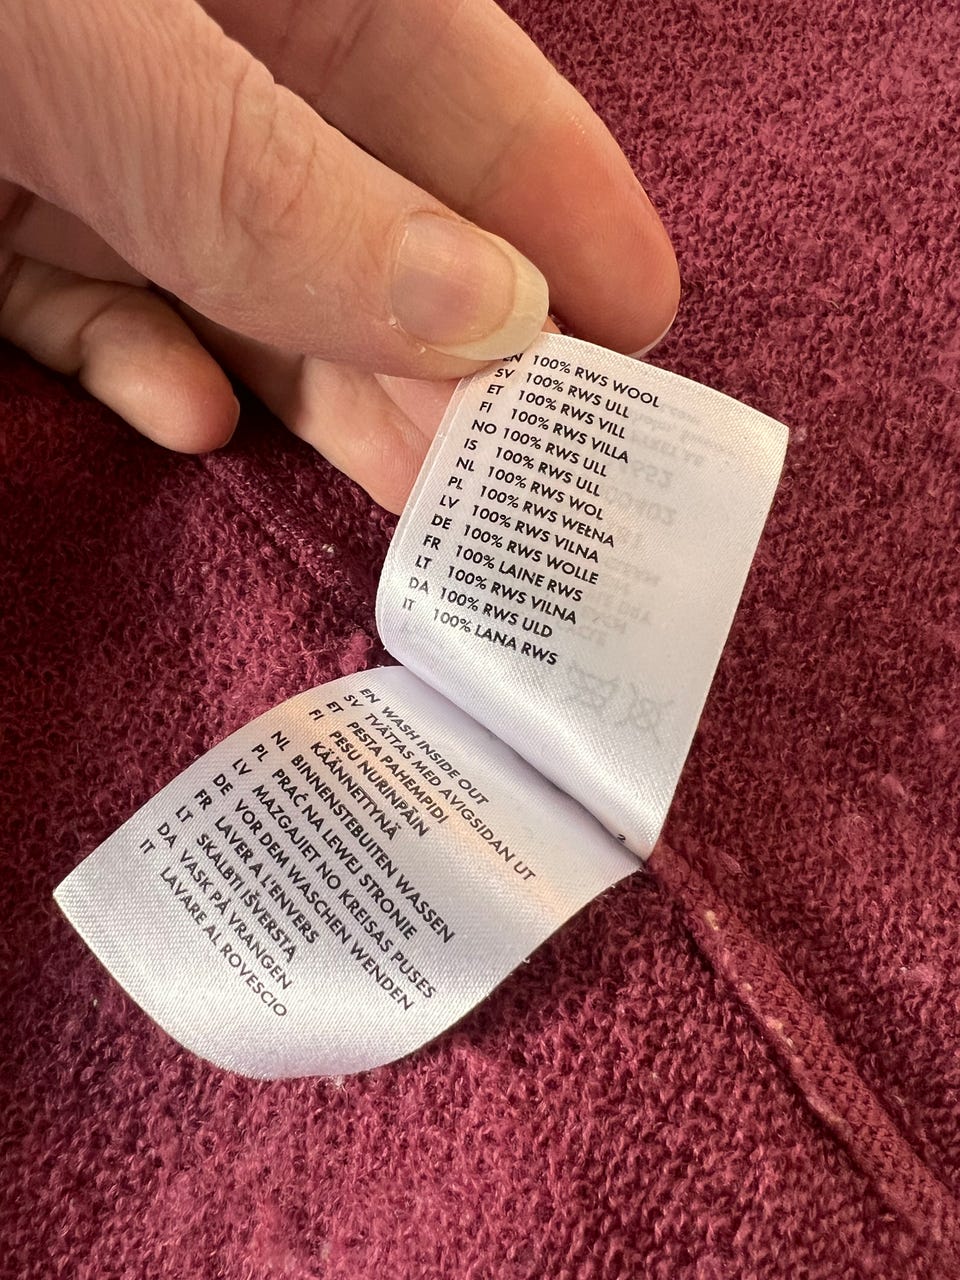 EN 100% RWS WOOL
SV 100% RWS ULL
ET 100% RWS VILL
FI 100% RWS VILLA
NO 100% RWS ULL
IS 100% RWS ULL
NL 100% RWS WOL
PL 100% RWS WEŁNA
LV 100% RWS VILNA
DE 100% RWS WOLLE
FR 100% LAINE RWS
LT 100% RWS VILNA
DA 100% RWS ULD
IT 100% LANA RWS
2
EN WASH INSIDE OUT
SV TVÄTTAS MED AVIGSIDAN UT
ET PESTA PAHEMPIDI
FI PESU NURINPÄIN
KÄÄNNETTYNÄ
NL BINNENSTEBUITEN WASSEN
PL PRAĆ NA LEWEJ STRONIE
LV MAZGAJIET NO KREISAS PUSES
DE VOR DEM WASCHEN WENDEN
FR LAVER A L'ENVERS
LT SKALBTI IŠVERSTA
DA VASK PÅ VRANGEN
IT LAVARE AL ROVESCIO